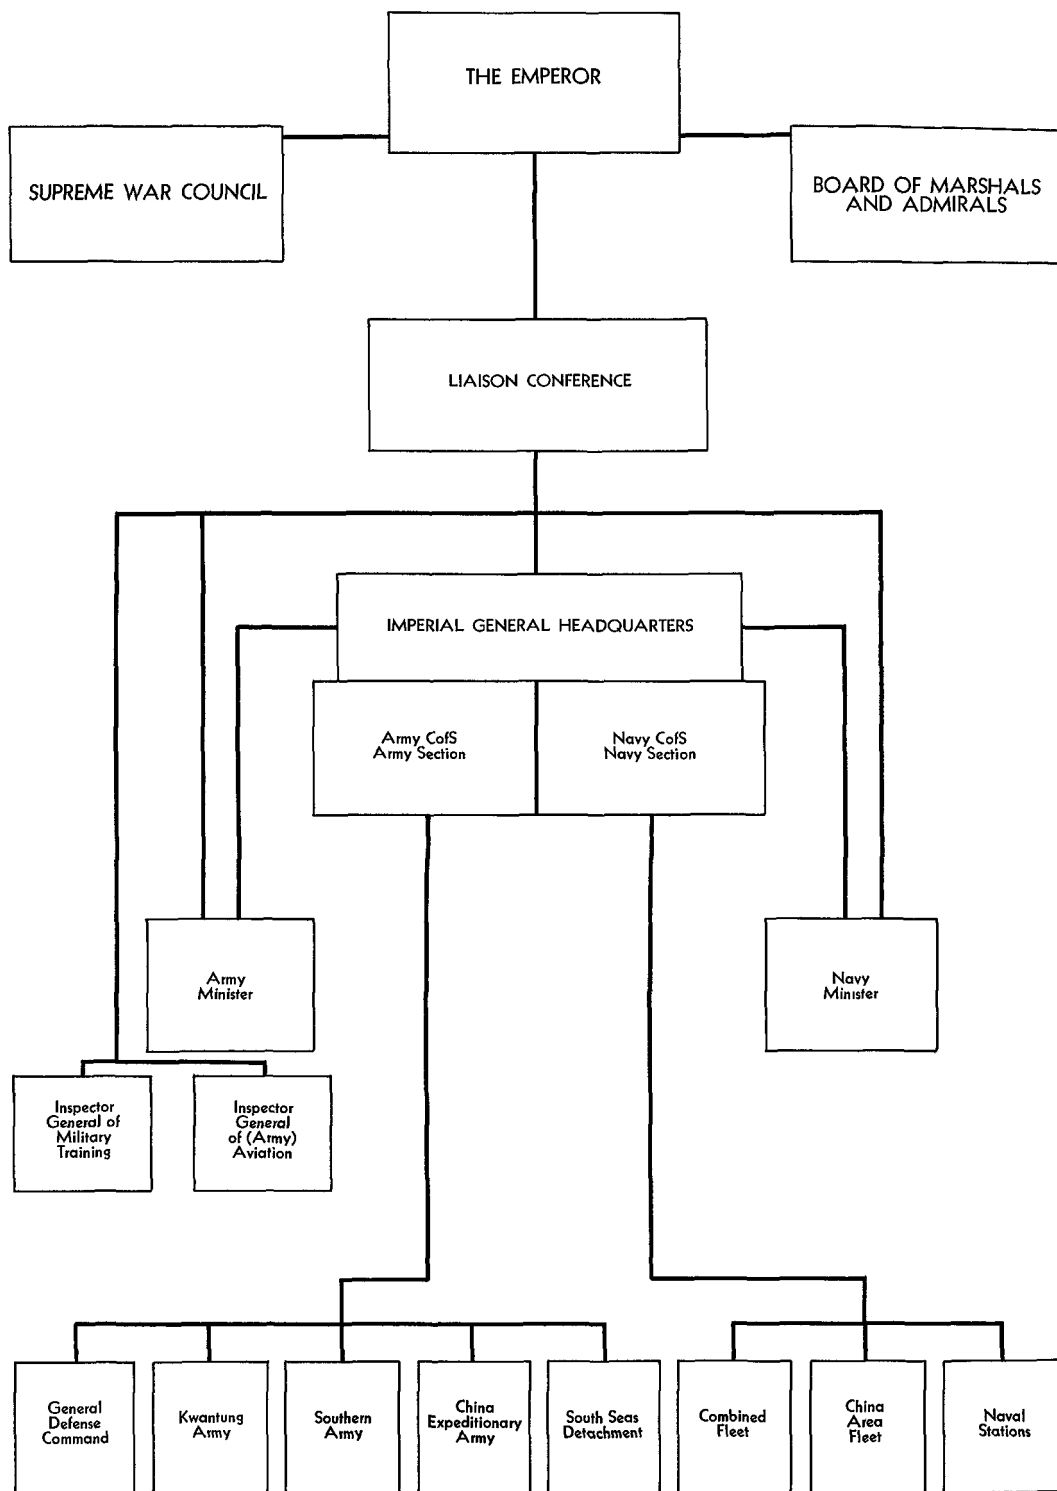 THE EMPEROR
SUPREME WAR COUNCIL
BOARD OF MARSHALS
AND ADMIRALS
LIAISON CONFERENCE
IMPERIAL GENERAL HEADQUARTERS
Army CofS
Army Section
Navy CofS
Navy Section
Army
Minister
Navy
Minister
Inspector
General of
Military
Training
Inspector
General
of (Army)
Aviation
General
Defense
Command
Kwantung
Army
Southern
Army
China
Expeditionary
Army
South Seas
Detachment
Combined
Fleet
China
Area
Fleet
Naval
Stations